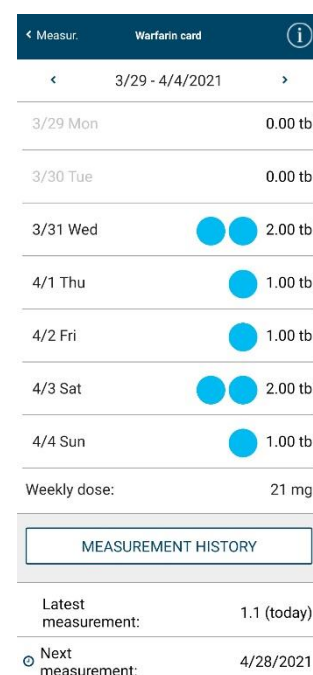 Measur. Warfarin card i
3/29 - 4/4/2021
3/29 Mon 0.00 tb
3/30 Tue 0.00 tb
3/31 Wed 2.00 tb
4/1 Thu 1.00 tb
4/2 Fri 1.00 tb
4/3 Sat 2.00 tb
4/4 Sun 1.00 tb
Weekly dose: 21 mg
MEASUREMENT HISTORY
Latest
measurement: 1.1 (today)
Next
measurement: 4/28/2021